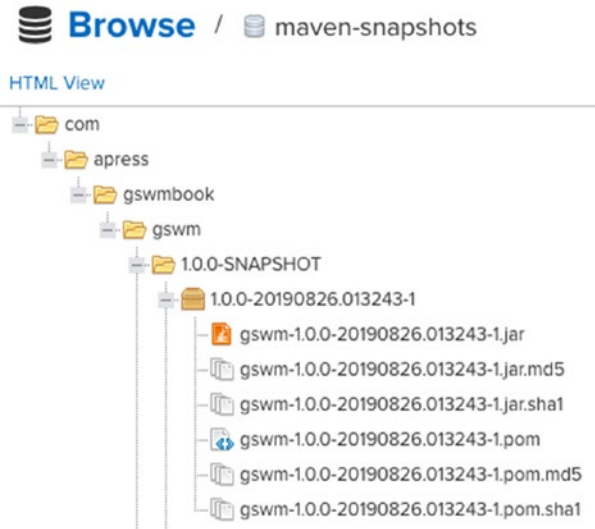 Browse / maven-snapshots
HTML View
com
apress
gswmbook
gswm
1.0.0-SNAPSHOT
1.0.0-20190826.013243-1
gswm-1.0.0-20190826.013243-1.jar
gswm-1.0.0-20190826.013243-1.jar.md5
gswm-1.0.0-20190826.013243-1.jar.sha1
gswm-1.0.0-20190826.013243-1.pom
gswm-1.0.0-20190826.013243-1.pom.md5
gswm-1.0.0-20190826.013243-1.pom.sha1